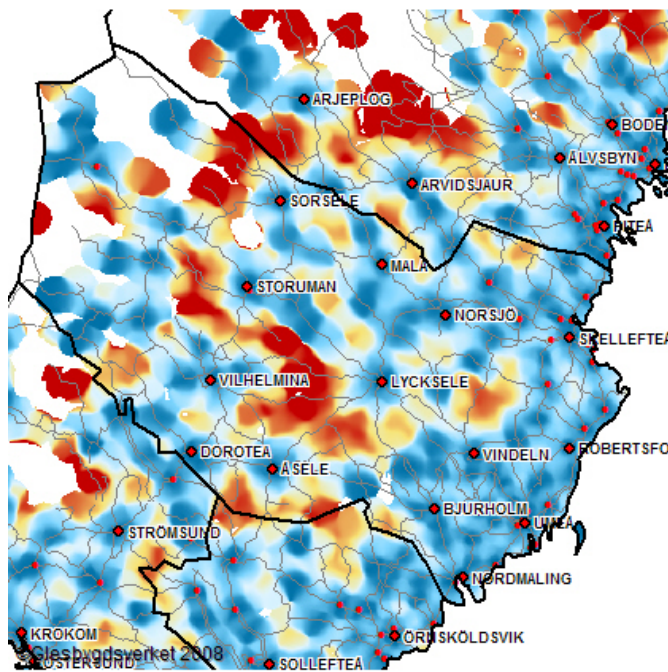 ARJEPLOG
BODE
ÄLVSBYN
ARVIDSJAUR
SORSELE
PITEÅ
MALÅ
STORUMAN
NORSJÖ
SKELLEFTEÅ
VILHELMINA
LYCKSELE
DOROTEA
ÅSELE
VINDELN
ROBERTSFO
BJURHOLM
UMEÅ
STRÖMSUND
NORDMALING
KROKOM
ÖRNSKÖLDSVIK
©Glesbygdsverket 2008
ÖSTERSUND
SOLLEFTEÅ